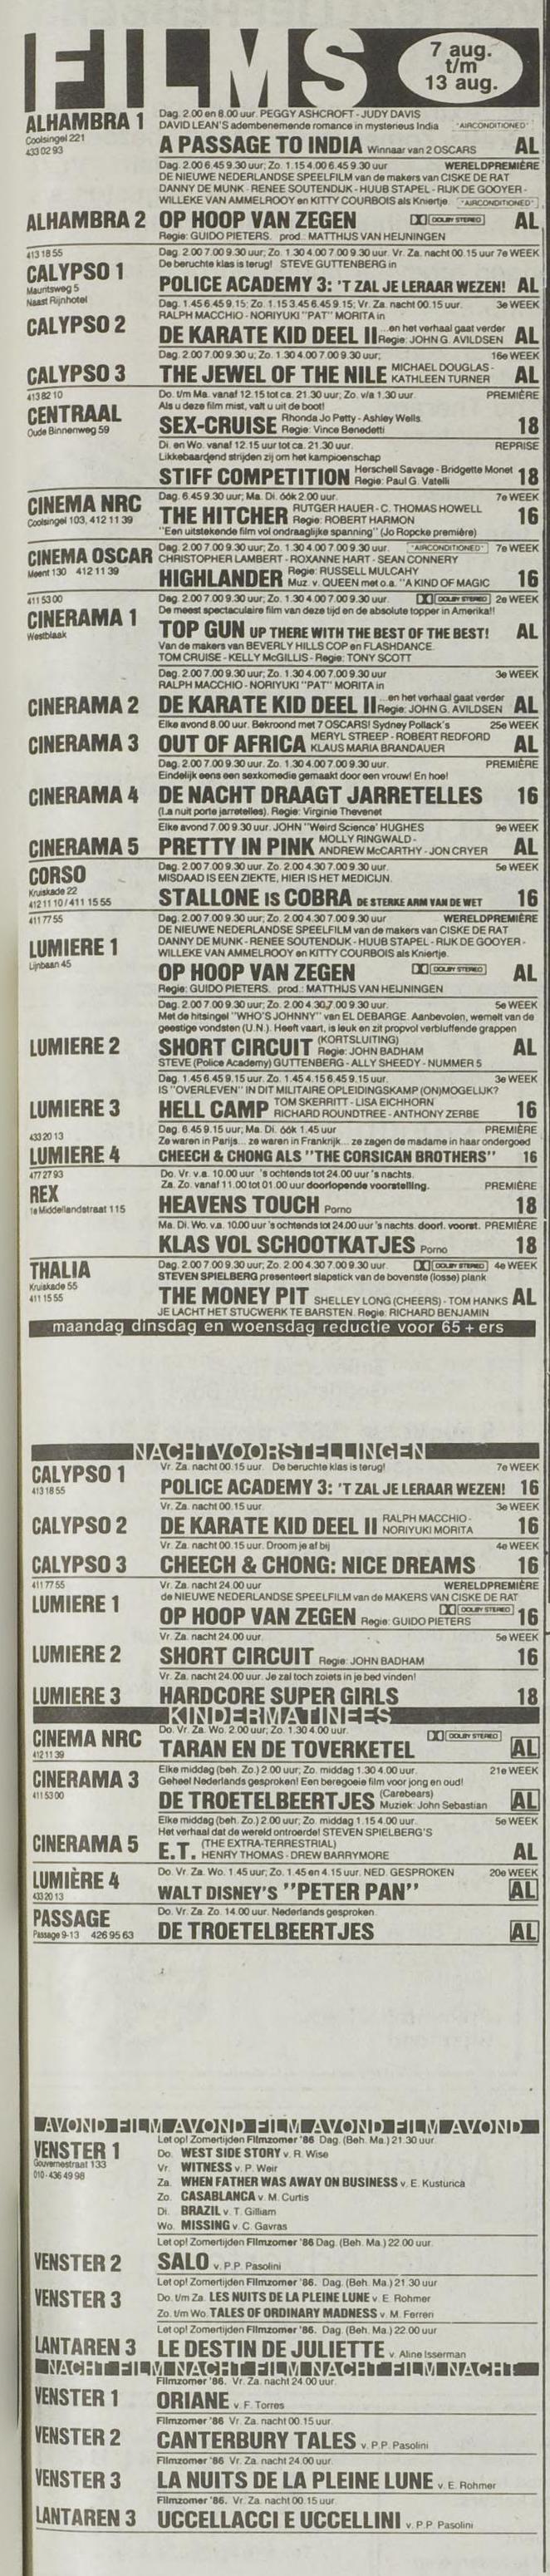 FILMS
7 aug.
t/m
13 aug.
ALHAMBRA 1
Coolsingel 221
433 02 93
Dag. 2.00 en 8.00 uur. PEGGY ASHCROFT - JUDY DAVIS
DAVID LEAN'S adembenemende romance in mysterieus India "AIRCONDITIONED"
A PASSAGE TO INDIA Winnaar van 2 OSCARS AL
Dag. 2.00 6.45 9.30 uur; Zo. 1.15 4.00 6.45 9.30 uur WERELDPREMIÈRE
DE NIEUWE NEDERLANDSE SPEELFILM van de makers van CISKE DE RAT
DANNY DE MUNK - RENEE SOUTENDIJK - HUUB STAPEL - RIJK DE GOOYER -
WILLEKE VAN AMMELROOY en KITTY COURBOIS als Kniertje. "AIRCONDITIONED"
ALHAMBRA 2 OP HOOP VAN ZEGEN DOLBY STEREO AL
Regie: GUIDO PIETERS. prod.: MATTHIJS VAN HEIJNINGEN
413 18 55
CALYPSO 1
Mauritsweg 5
Naast Rijnhotel
Dag. 2.00 7.00 9.30 uur; Zo. 1.30 4.00 7.00 9.30 uur. Vr. Za. nacht 00.15 uur 7e WEEK
De beruchte klas is terug! STEVE GUTTENBERG in
POLICE ACADEMY 3: 'T ZAL JE LERAAR WEZEN! AL
Dag. 1.45 6.45 9.15; Zo. 1.15 3.45 6.45 9.15; Vr. Za. nacht 00.15 uur. 3e WEEK
RALPH MACCHIO - NORIYUKI "PAT" MORITA in
CALYPSO 2 DE KARATE KID DEEL II ...en het verhaal gaat verder Regie: JOHN G. AVILDSEN AL
Dag. 2.00 7.00 9.30 u; Zo. 1.30 4.00 7.00 9.30 uur; 16e WEEK
CALYPSO 3 THE JEWEL OF THE NILE MICHAEL DOUGLAS - KATHLEEN TURNER AL
413 82 10
CENTRAAL
Oude Binnenweg 59
Do. t/m Ma. vanaf 12.15 tot ca. 21.30 uur; Zo. v/a 1.30 uur. PREMIÈRE
Als u deze film mist, valt u uit de boot!
SEX-CRUISE Rhonda Jo Petty - Ashley Wells. Regie: Vince Benedetti 18
Di. en Wo. vanaf 12.15 uur tot ca. 21.30 uur. REPRISE
Likkebaardend strijden zij om het kampioenschap
STIFF COMPETITION Herschell Savage - Bridgette Monet Regie: Paul G. Vatelli 18
CINEMA NRC
Coolsingel 103, 412 11 39
Dag. 6.45 9.30 uur; Ma. Di. óók 2.00 uur. 7e WEEK
THE HITCHER RUTGER HAUER - C. THOMAS HOWELL Regie: ROBERT HARMON 16
"Een uitstekende film vol ondraaglijke spanning" (Jo Ropcke première)
CINEMA OSCAR
Meent 130 412 11 39
Dag. 2.00 7.00 9.30 uur; Zo. 1.30 4.00 7.00 9.30 uur. "AIRCONDITIONED" 7e WEEK
CHRISTOPHER LAMBERT - ROXANNE HART - SEAN CONNERY
HIGHLANDER Regie: RUSSELL MULCAHY Muz. v. QUEEN met o.a. "A KIND OF MAGIC 16
411 53 00
CINERAMA 1
Westblaak
Dag. 2.00 7.00 9.30 uur; Zo. 1.30 4.00 7.00 9.30 uur. DOLBY STEREO 2e WEEK
De meest spectaculaire film van deze tijd en de absolute topper in Amerika!!
TOP GUN UP THERE WITH THE BEST OF THE BEST! AL
Van de makers van BEVERLY HILLS COP en FLASHDANCE.
TOM CRUISE - KELLY McGILLIS - Regie: TONY SCOTT
Dag. 2.00 7.00 9.30 uur; Zo. 1.30 4.00 7.00 9.30 uur 3e WEEK
RALPH MACCHIO - NORIYUKI "PAT" MORITA in
CINERAMA 2 DE KARATE KID DEEL II ...en het verhaal gaat verder Regie: JOHN G. AVILDSEN AL
Elke avond 8.00 uur. Bekroond met 7 OSCARS! Sydney Pollack's 25e WEEK
CINERAMA 3 OUT OF AFRICA MERYL STREEP - ROBERT REDFORD KLAUS MARIA BRANDAUER AL
Dag. 2.00 7.00 9.30 uur. Zo. 1.30 4.00 7.00 9.30 uur. PREMIÈRE
Eindelijk eens een sexkomedie gemaakt door een vrouw! En hoe!
CINERAMA 4 DE NACHT DRAAGT JARRETELLES 16
(La nuit porte jarretelles). Regie: Virginie Thevenet
Elke avond 7.00 9.30 uur. JOHN "Weird Science' HUGHES 9e WEEK
CINERAMA 5 PRETTY IN PINK MOLLY RINGWALD - ANDREW McCARTHY - JON CRYER AL
CORSO
Kruiskade 22
412 11 10 / 411 15 55
Dag. 2.00 7.00 9.30 uur. Zo. 2.00 4.30 7.00 9.30 uur. 5e WEEK
MISDAAD IS EEN ZIEKTE, HIER IS HET MEDICIJN.
STALLONE IS COBRA DE STERKE ARM VAN DE WET 16
411 77 55
LUMIERE 1
Lijnbaan 45
Dag. 2.00 7.00 9.30 uur: Zo. 2.00 4.30 7.00 9.30 uur WERELDPREMIÈRE
DE NIEUWE NEDERLANDSE SPEELFILM van de makers van CISKE DE RAT
DANNY DE MUNK - RENEE SOUTENDIJK - HUUB STAPEL - RIJK DE GOOYER -
WILLEKE VAN AMMELROOY en KITTY COURBOIS als Kniertje.
OP HOOP VAN ZEGEN DOLBY STEREO AL
Regie: GUIDO PIETERS. prod.: MATTHIJS VAN HEIJNINGEN
Dag. 2.00 7.00 9.30 uur; Zo. 2.00 4.30 7.00 9.30 uur. 5e WEEK
Met de hitsingel "WHO'S JOHNNY" van EL DEBARGE. Aanbevolen, wemelt van de
geestige vondsten (U.N.). Heeft vaart, is leuk en zit propvol verbluffende grappen
LUMIERE 2 SHORT CIRCUIT (KORTSLUITING) Regie: JOHN BADHAM AL
STEVE (Police Academy) GUTTENBERG - ALLY SHEEDY - NUMMER 5
Dag. 1.45 6.45 9.15 uur. Zo. 1.45 4.15 6.45 9.15 uur. 3e WEEK
IS "OVERLEVEN" IN DIT MILITAIRE OPLEIDINGSKAMP (ON)MOGELIJK?
LUMIERE 3 HELL CAMP TOM SKERRITT - LISA EICHHORN RICHARD ROUNDTREE - ANTHONY ZERBE 16
433 20 13
Dag. 6.45 9.15 uur; Ma. Di. óók 1.45 uur PREMIÈRE
Ze waren in Parijs... ze waren in Frankrijk... ze zagen de madame in haar ondergoed
LUMIERE 4 CHEECH & CHONG ALS "THE CORSICAN BROTHERS" 16
477 27 93
REX
1e Middellandstraat 115
Do. Vr. v.a. 10.00 uur 's ochtends tot 24.00 uur 's nachts.
Za. Zo. vanaf 11.00 tot 01.00 uur doorlopende voorstelling. PREMIÈRE
HEAVENS TOUCH Porno 18
Ma. Di. Wo. v.a. 10.00 uur 's ochtends tot 24.00 uur 's nachts. doorl. voorst. PREMIÈRE
KLAS VOL SCHOOTKATJES Porno 18
THALIA
Kruiskade 55
411 15 55
Dag. 2.00 7.00 9.30 uur; Zo. 2.00 4.30 7.00 9.30 uur. DOLBY STEREO 4e WEEK
STEVEN SPIELBERG presenteert slapstick van de bovenste (losse) plank
THE MONEY PIT SHELLEY LONG (CHEERS) - TOM HANKS AL
JE LACHT HET STUCWERK TE BARSTEN. Regie: RICHARD BENJAMIN
maandag dinsdag en woensdag reductie voor 65 + ers
NACHTVOORSTELLINGEN
CALYPSO 1
413 18 55
Vr. Za. nacht 00.15 uur. De beruchte klas is terug! 7e WEEK
POLICE ACADEMY 3: 'T ZAL JE LERAAR WEZEN! 16
Vr. Za. nacht 00.15 uur. 3e WEEK
CALYPSO 2 DE KARATE KID DEEL II RALPH MACCHIO - NORIYUKI MORITA 16
Vr. Za. nacht 00.15 uur. Droom je af bij 4e WEEK
CALYPSO 3 CHEECH & CHONG: NICE DREAMS 16
411 77 55
Vr. Za. nacht 24.00 uur WERELDPREMIÈRE
LUMIERE 1
de NIEUWE NEDERLANDSE SPEELFILM van de MAKERS VAN CISKE DE RAT
DOLBY STEREO
OP HOOP VAN ZEGEN Regie: GUIDO PIETERS 16
Vr. Za. nacht 24.00 uur. 5e WEEK
LUMIERE 2 SHORT CIRCUIT Regie: JOHN BADHAM 16
Vr. Za. nacht 24.00 uur. Je zal toch zoiets in je bed vinden!
LUMIERE 3 HARDCORE SUPER GIRLS 18
KINDERMATINEES
CINEMA NRC
412 11 39
Do. Vr. Za. Wo. 2.00 uur; Zo. 1.30 4.00 uur. DOLBY STEREO
TARAN EN DE TOVERKETEL AL
CINERAMA 3
411 53 00
Elke middag (beh. Zo.) 2.00 uur; Zo. middag 1.30 4.00 uur. 21e WEEK
Geheel Nederlands gesproken! Een beregoeie film voor jong en oud!
DE TROETELBEERTJES (Carebears) Muziek: John Sebastian AL
Elke middag (beh. Zo.) 2.00 uur; Zo. middag 1.15 4.00 uur. 5e WEEK
Het verhaal dat de wereld ontroerde! STEVEN SPIELBERG'S
CINERAMA 5 E.T. (THE EXTRA-TERRESTRIAL) HENRY THOMAS - DREW BARRYMORE AL
LUMIÈRE 4
433 20 13
Do. Vr. Za. Wo. 1.45 uur; Zo. 1.45 en 4.15 uur. NED. GESPROKEN 20e WEEK
WALT DISNEY'S "PETER PAN" AL
PASSAGE
Passage 9-13 426 95 63
Do. Vr. Za. Zo. 14.00 uur. Nederlands gesproken.
DE TROETELBEERTJES AL
AVOND FILM AVOND FILM AVOND FILM AVOND
VENSTER 1
Gouvernestraat 133
010-436 49 98
Let op! Zomertijden Filmzomer '86 Dag. (Beh. Ma.) 21.30 uur.
Do. WEST SIDE STORY v. R. Wise
Vr. WITNESS v. P. Weir
Za. WHEN FATHER WAS AWAY ON BUSINESS v. E. Kusturica
Zo. CASABLANCA v. M. Curtis
Di. BRAZIL v. T. Gilliam
Wo. MISSING v. C. Gavras
Let op! Zomertijden Filmzomer '86 Dag. (Beh. Ma.) 22.00 uur.
VENSTER 2 SALO v. P.P. Pasolini
Let op! Zomertijden Filmzomer '86. Dag. (Beh. Ma.) 21.30 uur
VENSTER 3 Do. t/m Za. LES NUITS DE LA PLEINE LUNE v. E. Rohmer
Zo. t/m Wo. TALES OF ORDINARY MADNESS v. M. Ferreri
Let op! Zomertijden Filmzomer '86. Dag. (Beh. Ma.) 22.00 uur
LANTAREN 3 LE DESTIN DE JULIETTE v. Aline Isserman
NACHT FILM NACHT FILM NACHT FILM NACHT
Filmzomer '86. Vr. Za. nacht 24.00 uur.
VENSTER 1 ORIANE v. F. Torres
Filmzomer '86 Vr. Za. nacht 00.15 uur.
VENSTER 2 CANTERBURY TALES v. P.P. Pasolini
Filmzomer '86 Vr. Za. nacht 24.00 uur.
VENSTER 3 LA NUITS DE LA PLEINE LUNE v. E. Rohmer
Filmzomer '86. Vr. Za. nacht 00.15 uur.
LANTAREN 3 UCCELLACCI E UCCELLINI v. P.P. Pasolini